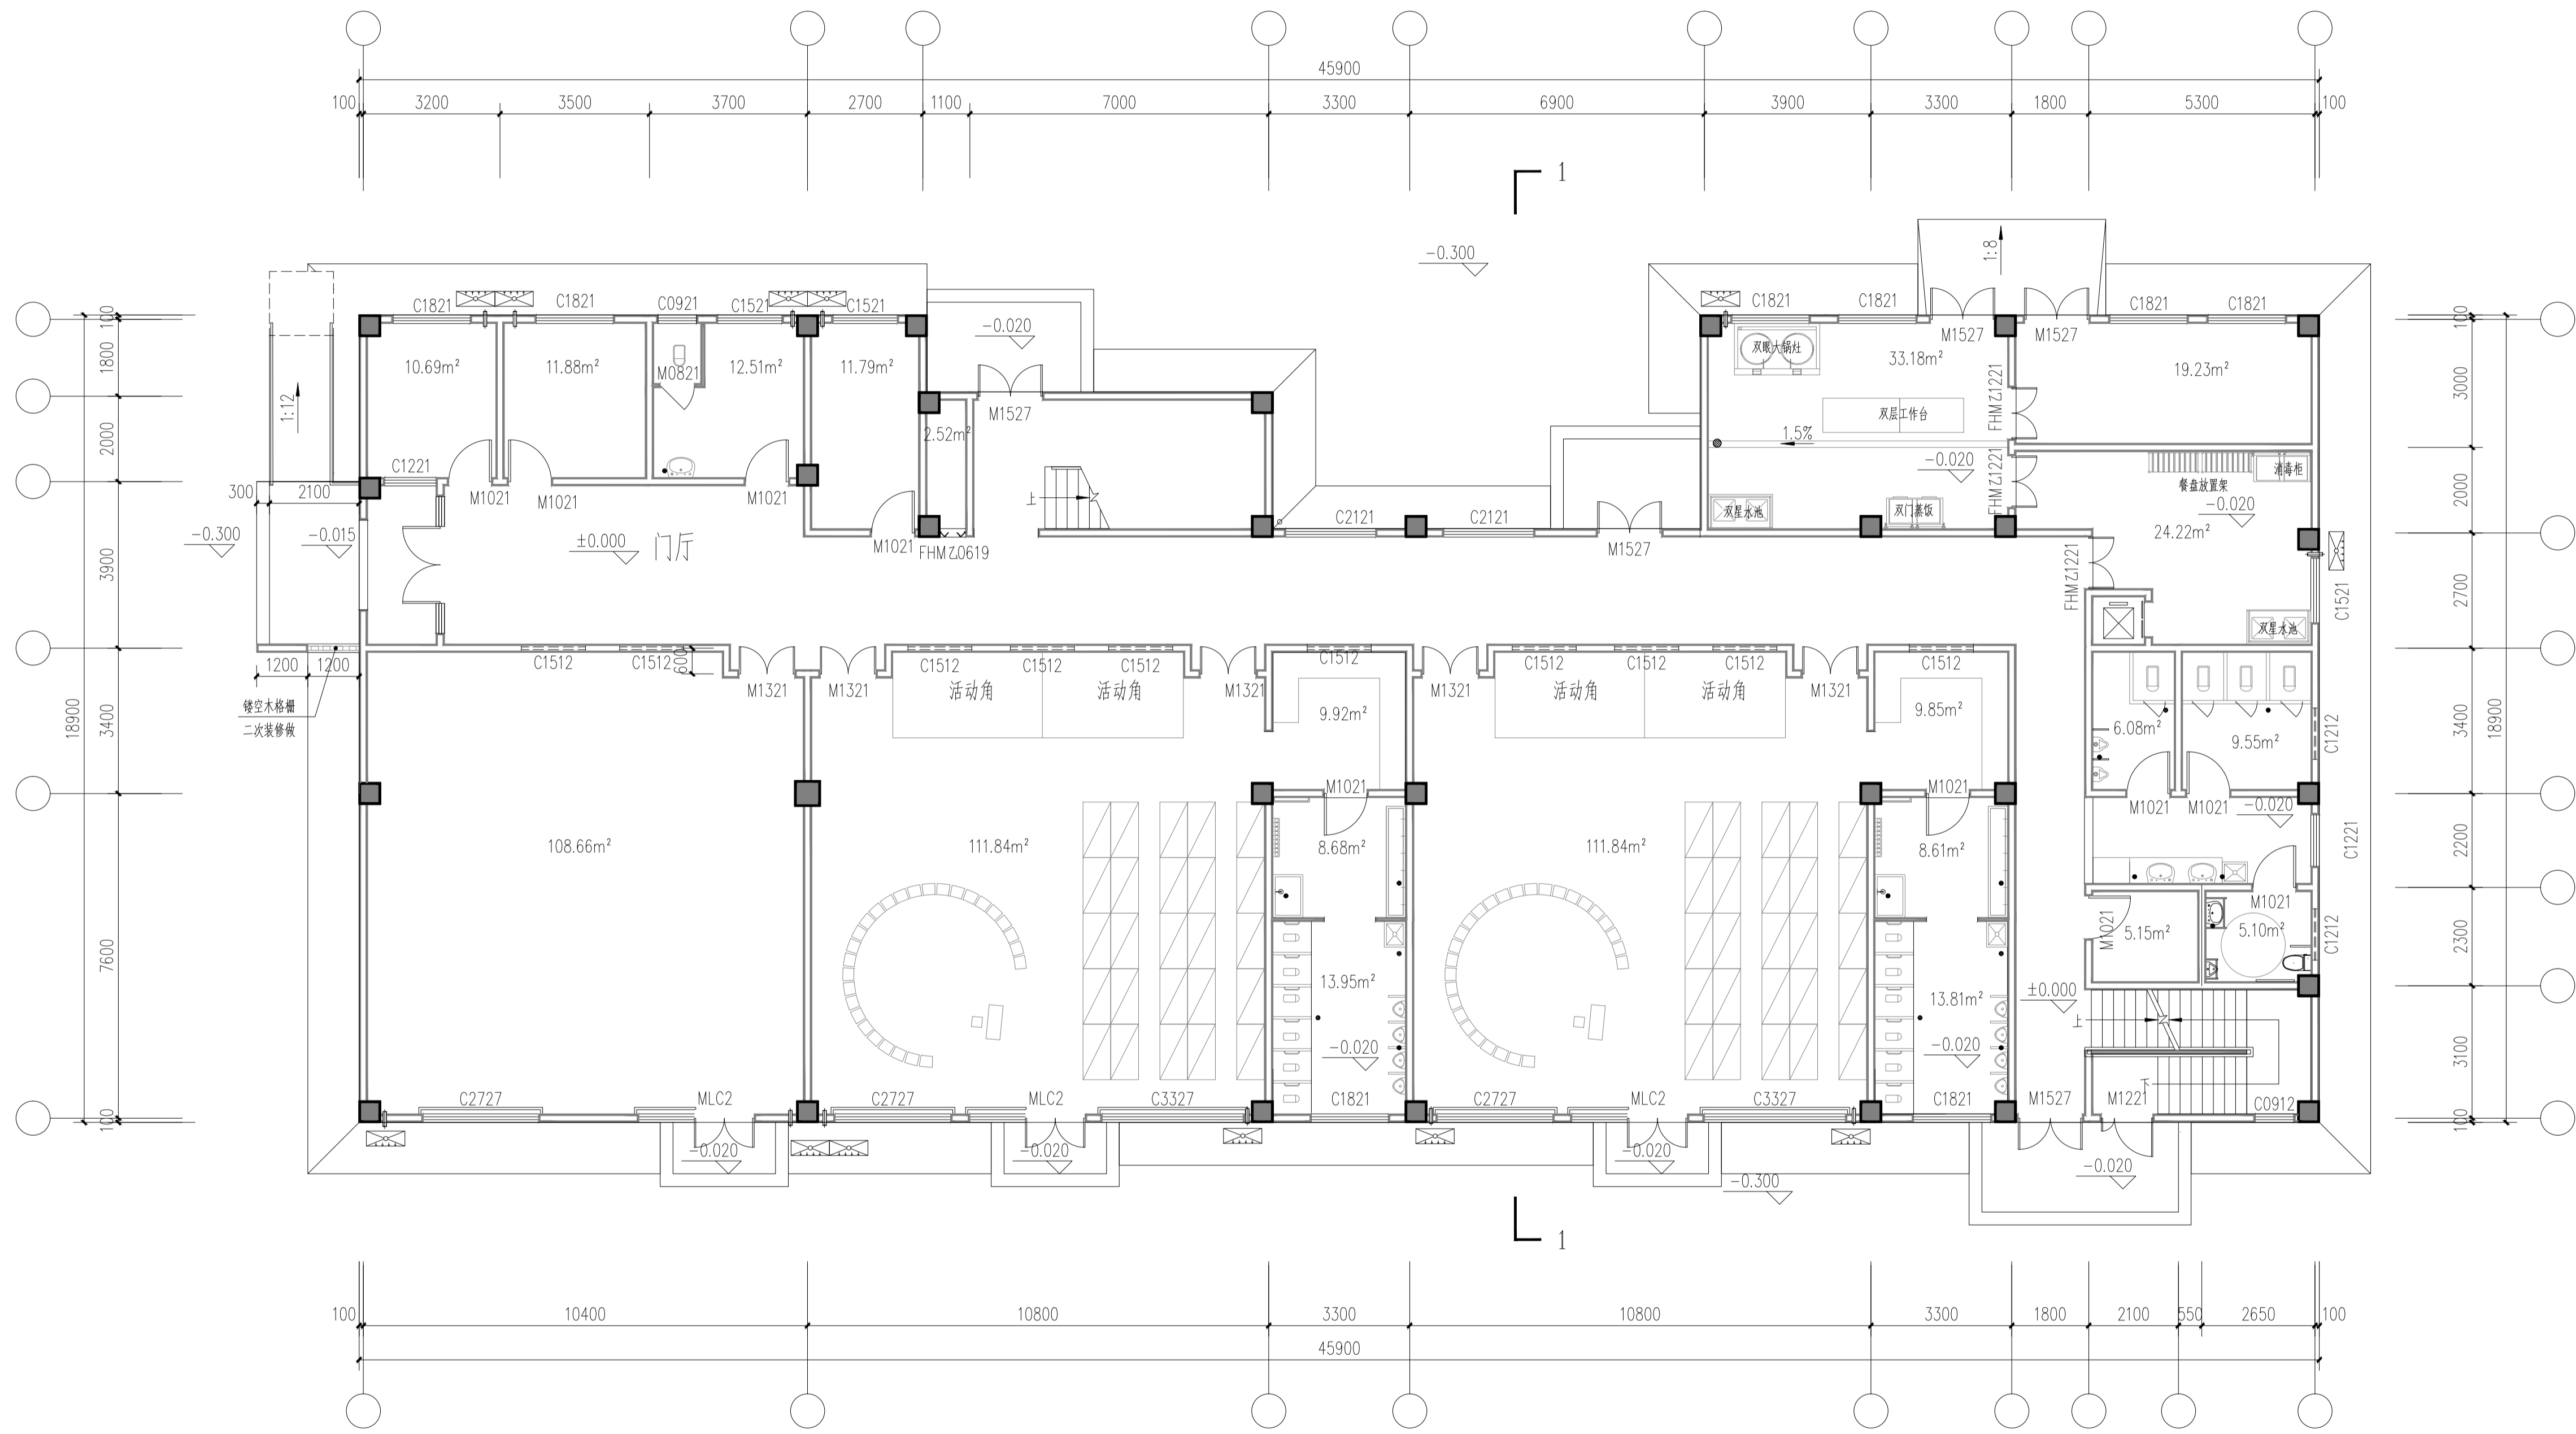 45900
100 3200 3500 3700 2700 1100 7000 3300 6900 3900 3300 1800 5300 100
1
-0.300
1:8
C1821 C1821 C0921 C1521 C1521
C1821 C1821 C1821 C1821
-0.020
M1527 M1527
双眼大锅灶
33.18m²
19.23m²
10.69m² 11.88m² M0821 12.51m² 11.79m²
FHMZ1221
1:12
M1527
双层工作台
2.52m²
1.5%
C1221
-0.020
消毒柜
餐盘放置架
FHMZ1221
-0.020
M1021 M1021 M1021
300 2100
上
双星水池
双门蒸饭
C2121 C2121
24.22m²
-0.300 -0.015
±0.000 门厅
M1021 FHMZ0619
M1527
FHMZ1221
C1521
双星水池
C1512 C1512 600 C1512 C1512 C1512 C1512 C1512 C1512 C1512 C1512
1200 1200
M1321 M1321 活动角 活动角 M1321 M1321 活动角 活动角 M1321
镂空木格栅
二次装修做
9.92m² 9.85m²
6.08m² 9.55m²
C1212
M1021 M1021
M1021 M1021 -0.020
108.66m² 111.84m² 8.68m² 111.84m² 8.61m²
C1221
M1021
M1021 5.15m² 5.10m²
C1212
13.95m² 13.81m²
±0.000
上
-0.020 -0.020
下
C2727 MLC2 C2727 MLC2 C3327 C1821 C2727 MLC2 C3327 C1821 M1527 M1221 C0912
-0.020 -0.020 -0.020 -0.020
-0.300
1
100 1800 2000 3900 3400 7600 100
18900
100 3000 2000 2700 3400 2200 2300 3100 100
18900
100 10400 10800 3300 10800 3300 1800 2100 550 2650 100
45900